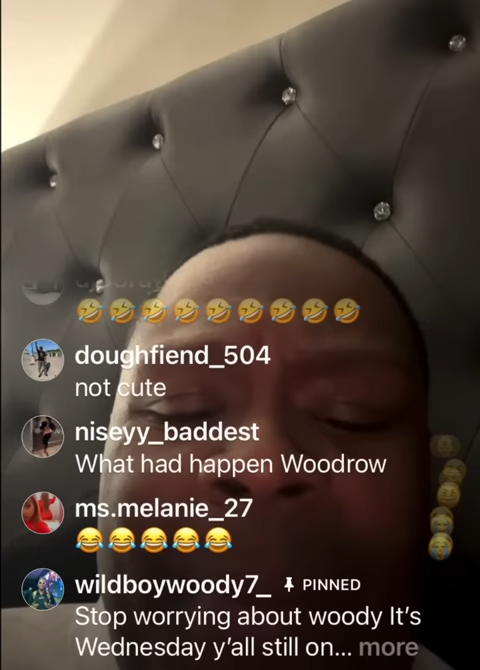 🤣🤣🤣🤣🤣🤣🤣🤣🤣
doughfiend_504
not cute
niseyy_baddest
What had happen Woodrow
ms.melanie_27
😂😂😂😂😂
wildboywoody7_ PINNED
Stop worrying about woody It’s
Wednesday y’all still on... more